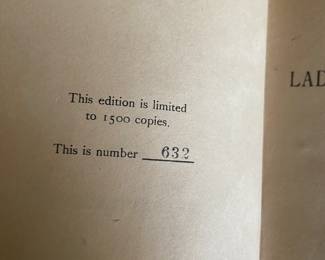 This edition is limited
to 1500 copies.
This is number 632
LAD